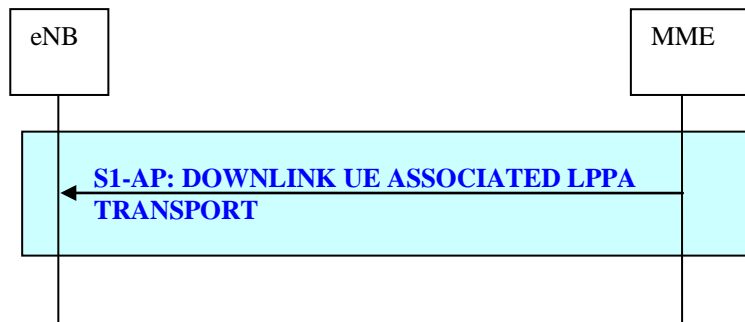 eNB
MME
S1-AP: DOWNLINK UE ASSOCIATED LPPA
TRANSPORT